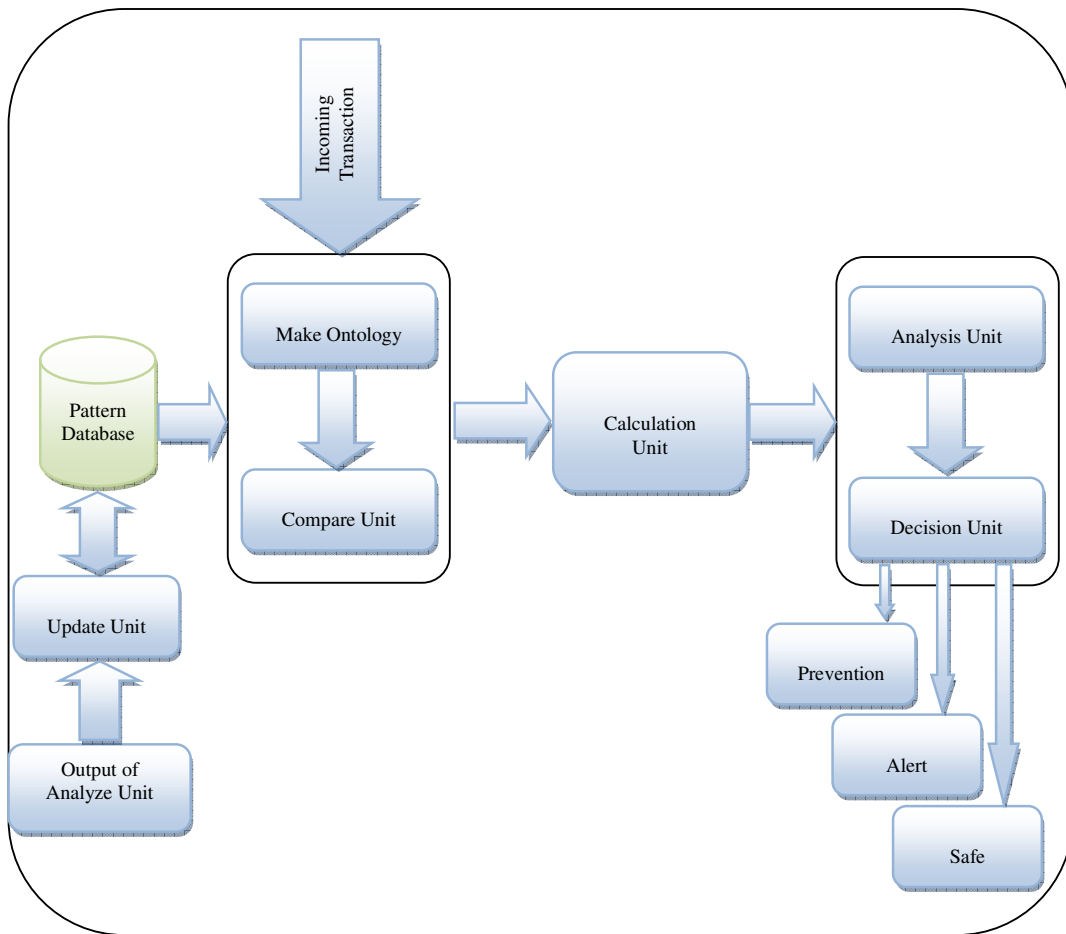 Incoming
Transaction
Make Ontology
Analysis Unit
Pattern
Database
Calculation
Unit
Compare Unit
Decision Unit
Update Unit
Prevention
Output of
Analyze Unit
Alert
Safe